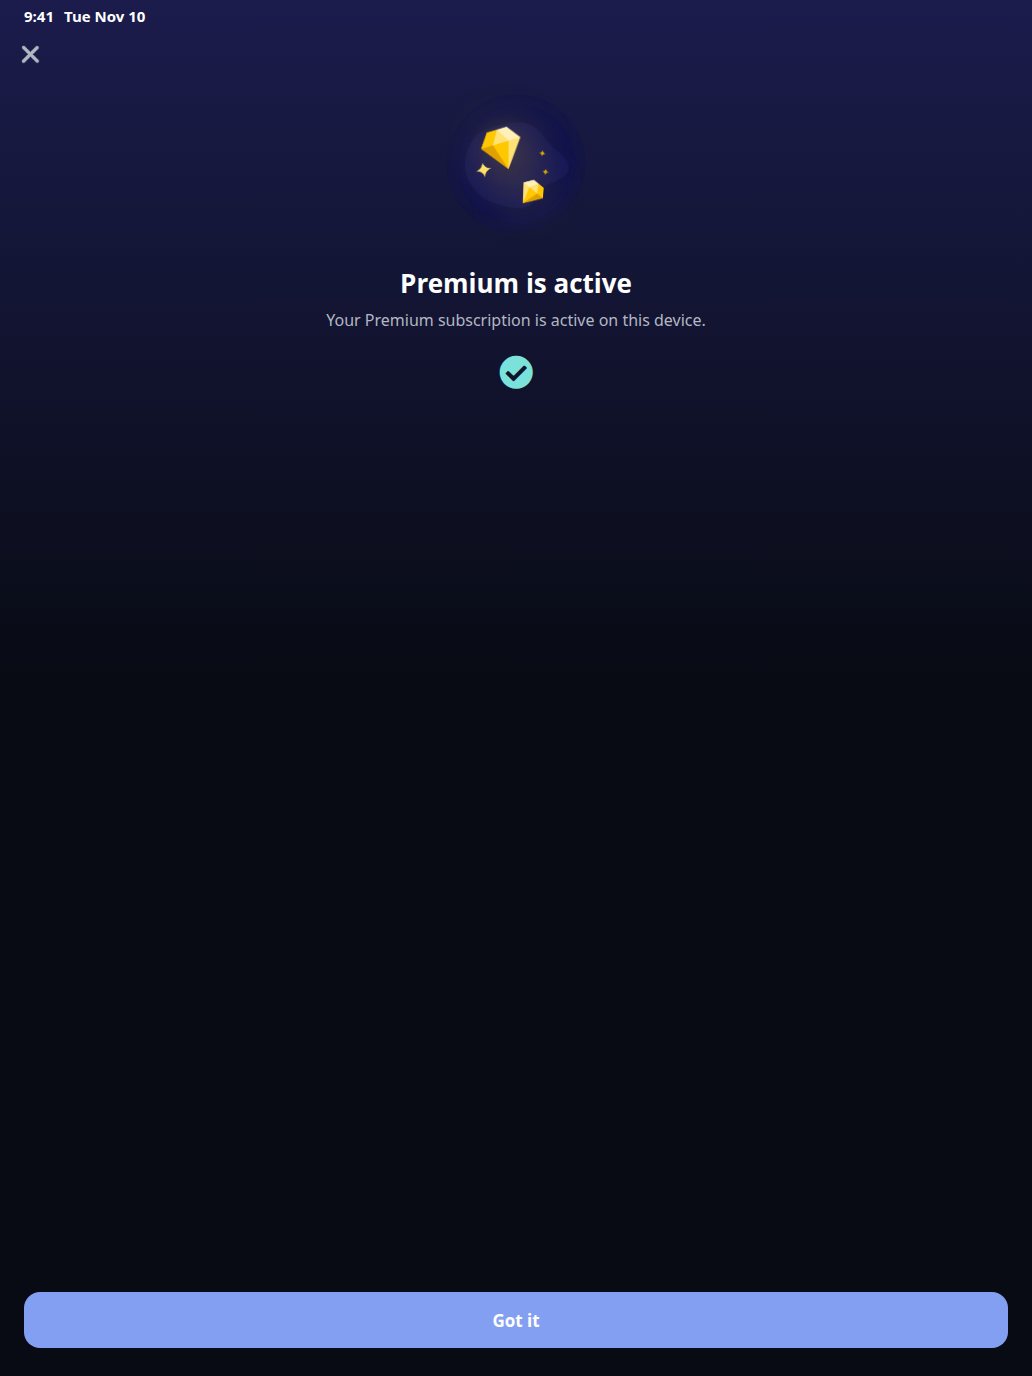 9:41 Tue Nov 10
Premium is active
Your Premium subscription is active on this device.
Got it